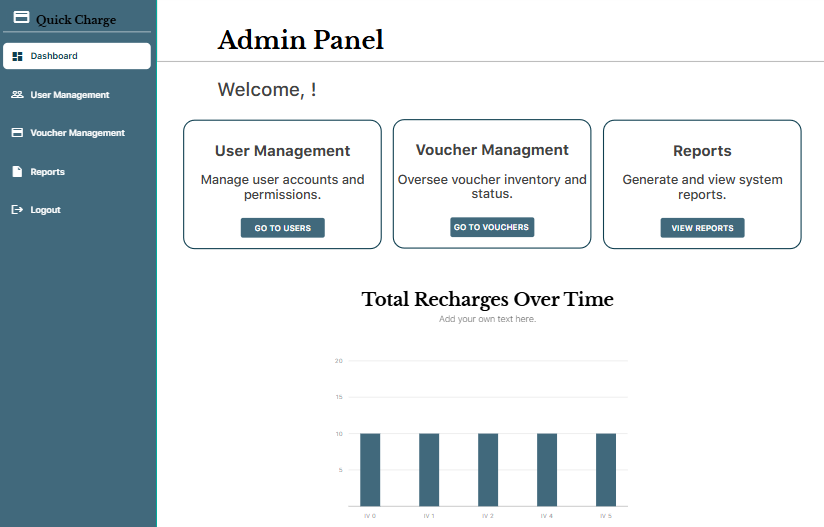 Quick Charge
Dashboard
User Management
Voucher Management
Reports
Logout
Admin Panel
Welcome, !
User Management
Manage user accounts and
permissions.
GO TO USERS
Voucher Managment
Oversee voucher inventory and
status.
GO TO VOUCHERS
Reports
Generate and view system
reports.
VIEW REPORTS
Total Recharges Over Time
Add your own text here.
20
15
10
5
IV 0 IV 1 IV 2 IV 4 IV 5